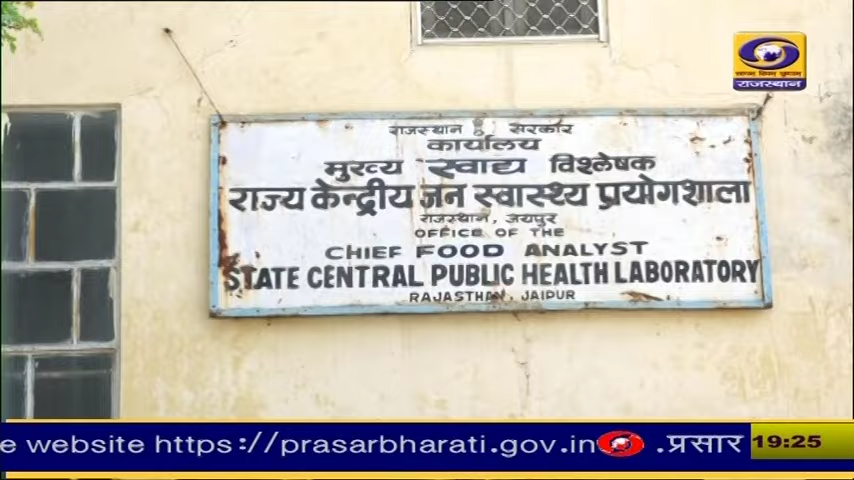 राजस्थान सरकार
कार्यालय
मुख्य खाद्य विश्लेषक
राज्य केन्द्रीय जन स्वास्थ्य प्रयोगशाला
राजस्थान, जयपुर
OFFICE OF THE
CHIEF FOOD ANALYST
STATE CENTRAL PUBLIC HEALTH LABORATORY
RAJASTHAN, JAIPUR
राजस्थान
e website https://prasarbharati.gov.in .प्रसार
19:25